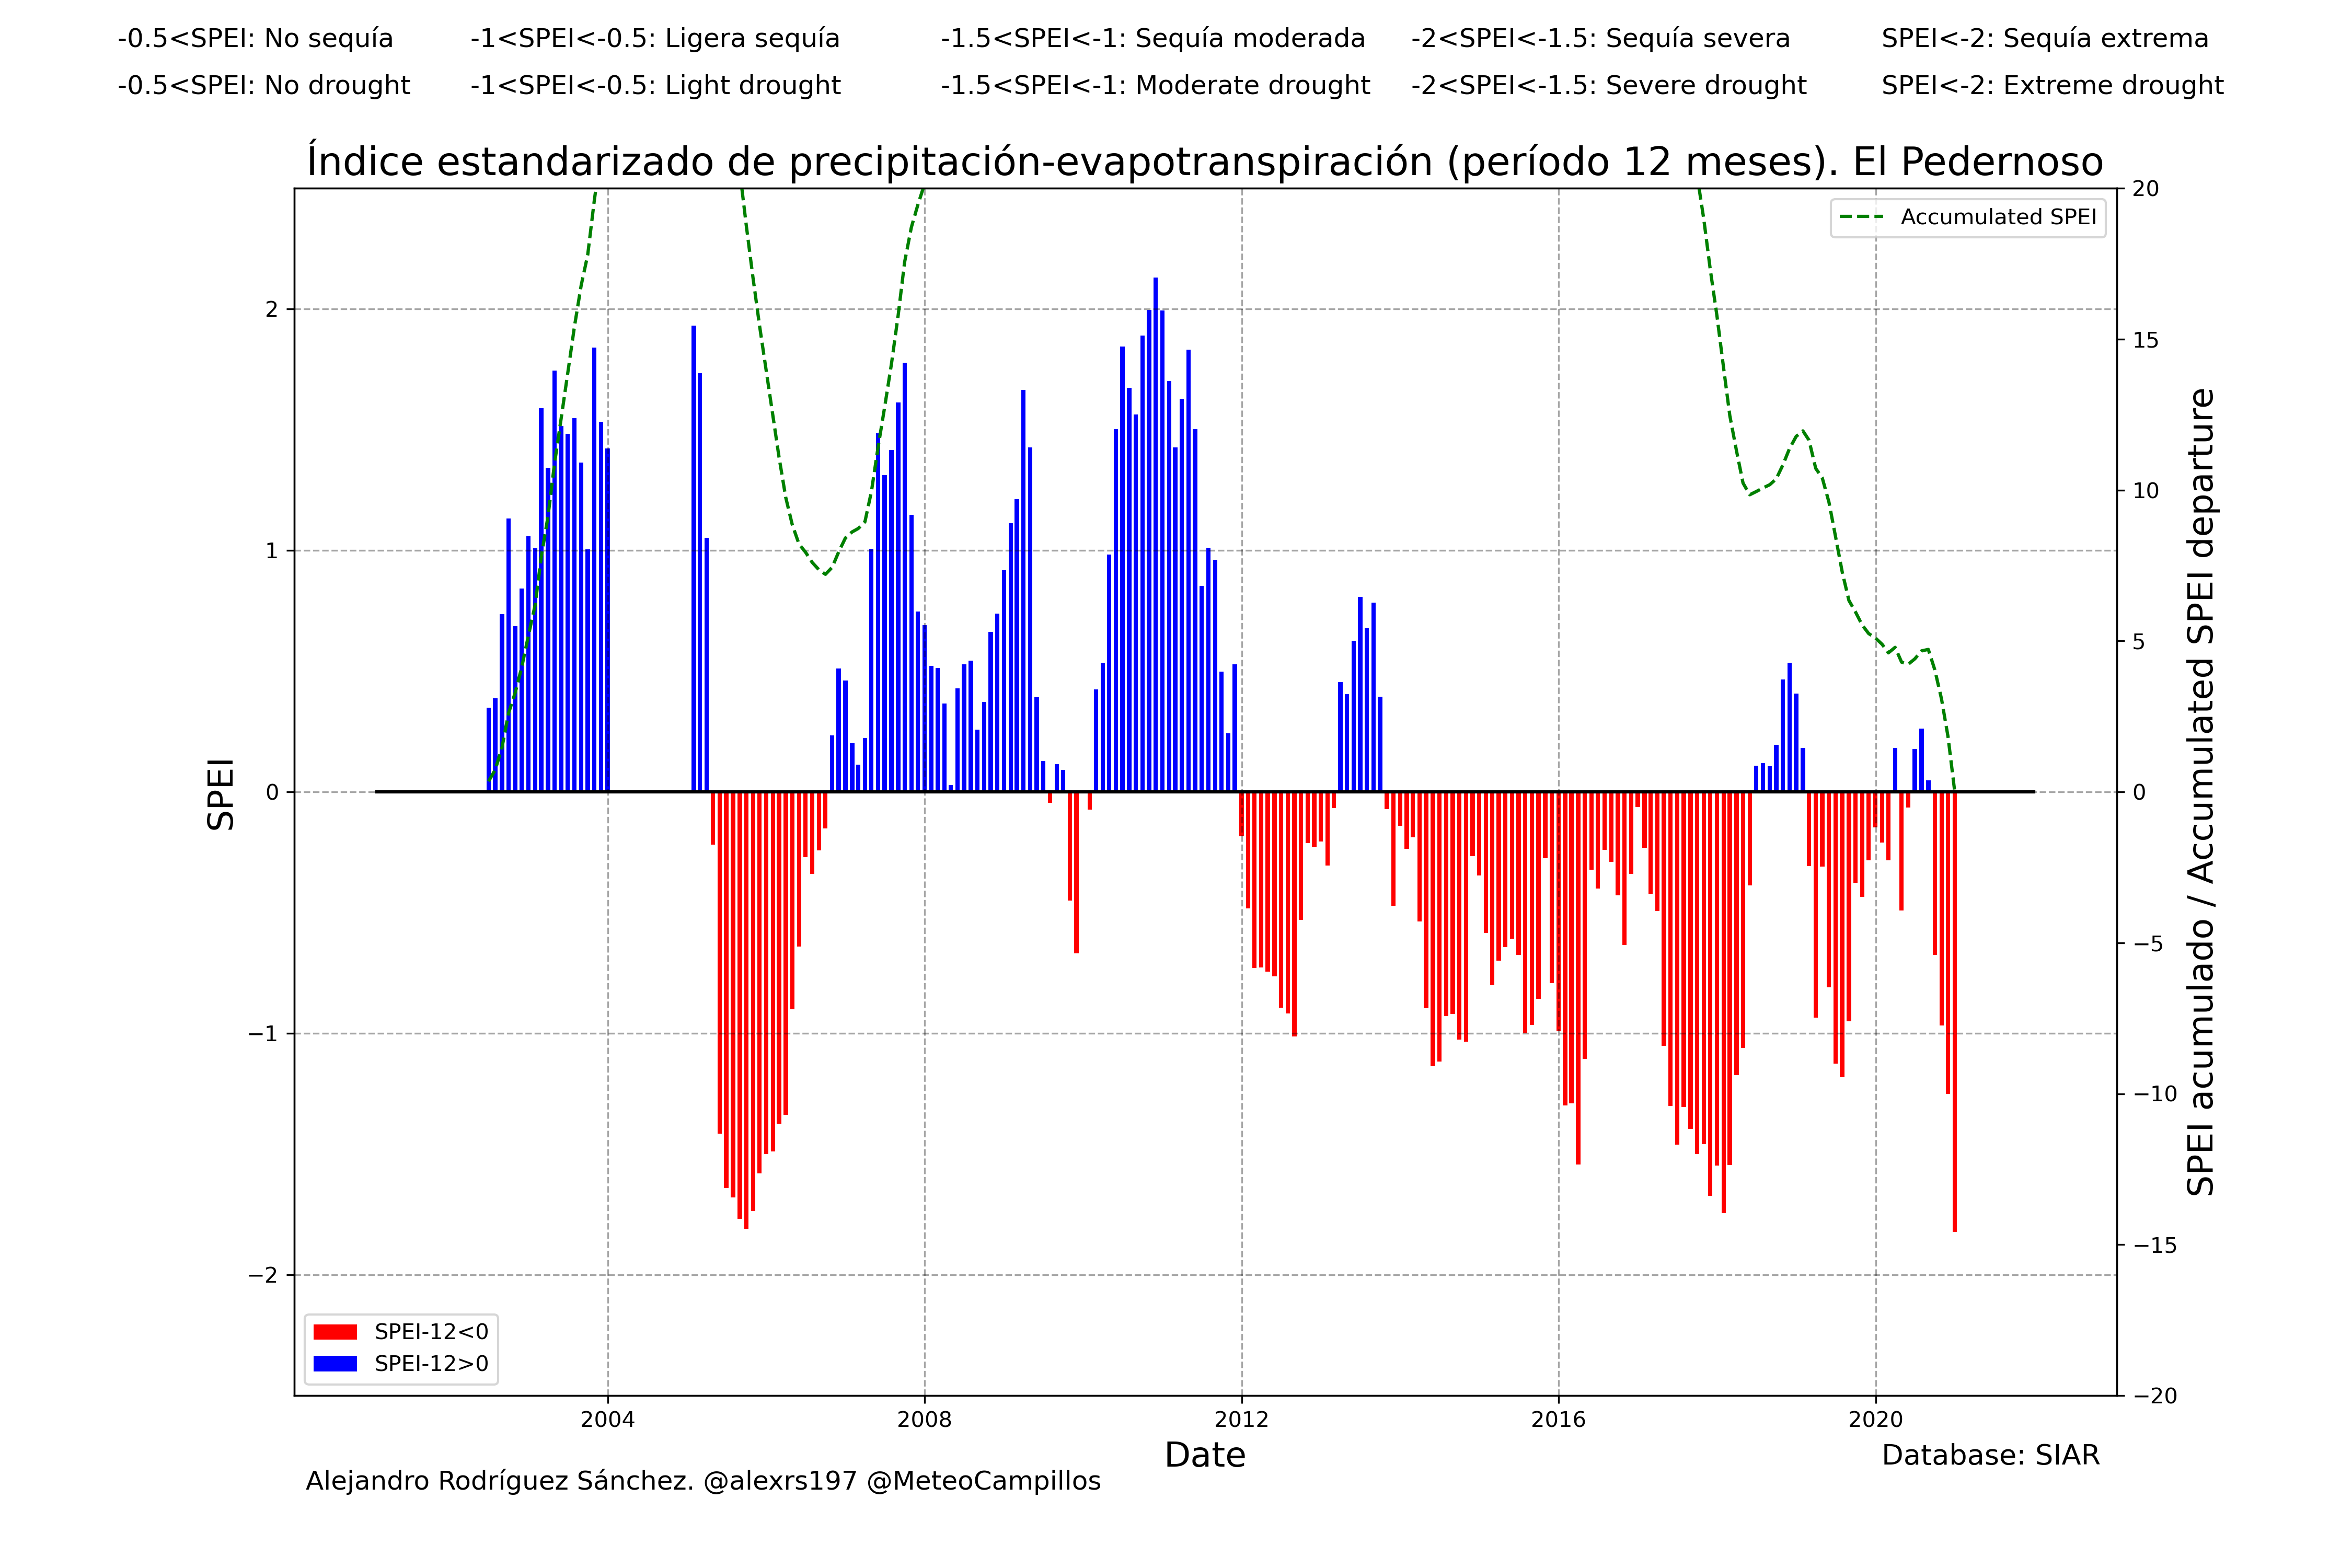 -0.5<SPEI: No sequía -1<SPEI<-0.5: Ligera sequía -1.5<SPEI<-1: Sequía moderada -2<SPEI<-1.5: Sequía severa SPEI<-2: Sequía extrema
-0.5<SPEI: No drought -1<SPEI<-0.5: Light drought -1.5<SPEI<-1: Moderate drought -2<SPEI<-1.5: Severe drought SPEI<-2: Extreme drought
Índice estandarizado de precipitación-evapotranspiración (período 12 meses). El Pedernoso
Accumulated SPEI
SPEI
2
1
0
−1
−2
20
15
10
5
0
−5
−10
−15
−20
SPEI acumulado / Accumulated SPEI departure
SPEI-12<0
SPEI-12>0
2004 2008 2012 2016 2020
Date
Database: SIAR
Alejandro Rodríguez Sánchez. @alexrs197 @MeteoCampillos